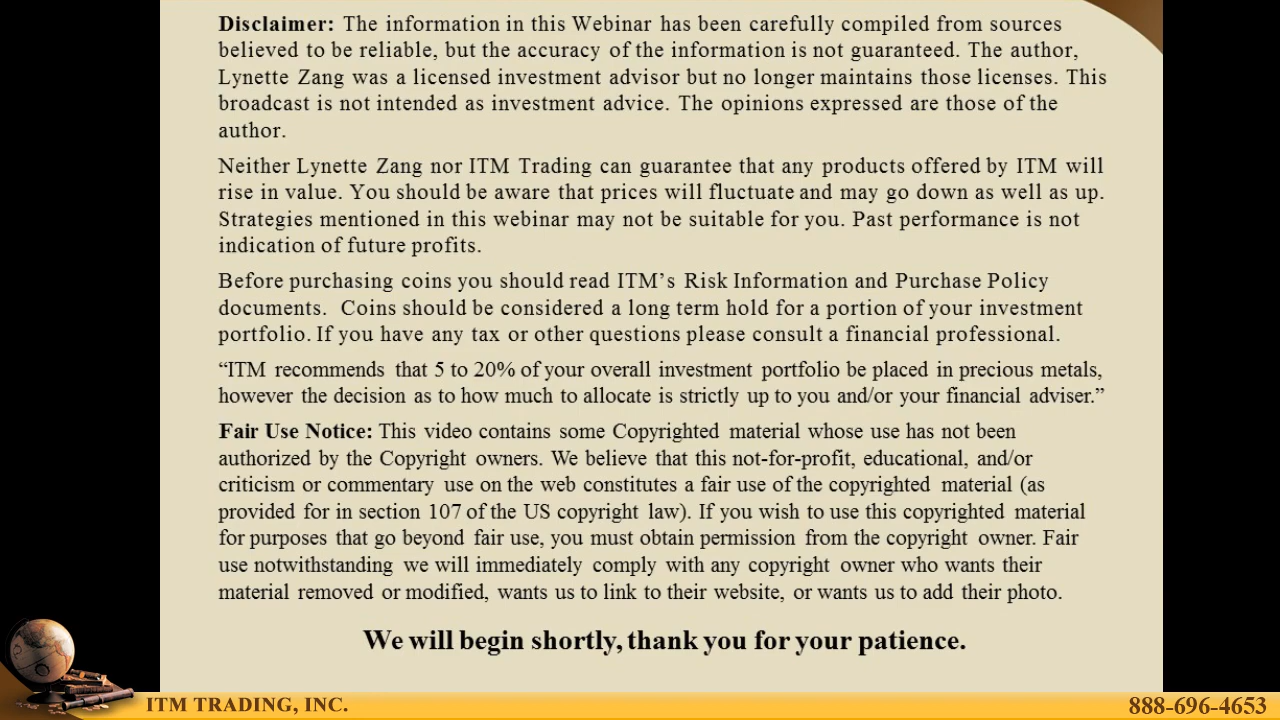 Disclaimer: The information in this Webinar has been carefully compiled from sources
believed to be reliable, but the accuracy of the information is not guaranteed. The author,
Lynette Zang was a licensed investment advisor but no longer maintains those licenses. This
broadcast is not intended as investment advice. The opinions expressed are those of the
author.
Neither Lynette Zang nor ITM Trading can guarantee that any products offered by ITM will
rise in value. You should be aware that prices will fluctuate and may go down as well as up.
Strategies mentioned in this webinar may not be suitable for you. Past performance is not
indication of future profits.
Before purchasing coins you should read ITM’s Risk Information and Purchase Policy
documents. Coins should be considered a long term hold for a portion of your investment
portfolio. If you have any tax or other questions please consult a financial professional.
“ITM recommends that 5 to 20% of your overall investment portfolio be placed in precious metals,
however the decision as to how much to allocate is strictly up to you and/or your financial adviser.”
Fair Use Notice: This video contains some Copyrighted material whose use has not been
authorized by the Copyright owners. We believe that this not-for-profit, educational, and/or
criticism or commentary use on the web constitutes a fair use of the copyrighted material (as
provided for in section 107 of the US copyright law). If you wish to use this copyrighted material
for purposes that go beyond fair use, you must obtain permission from the copyright owner. Fair
use notwithstanding we will immediately comply with any copyright owner who wants their
material removed or modified, wants us to link to their website, or wants us to add their photo.
We will begin shortly, thank you for your patience.
ITM TRADING, INC.
888-696-4653